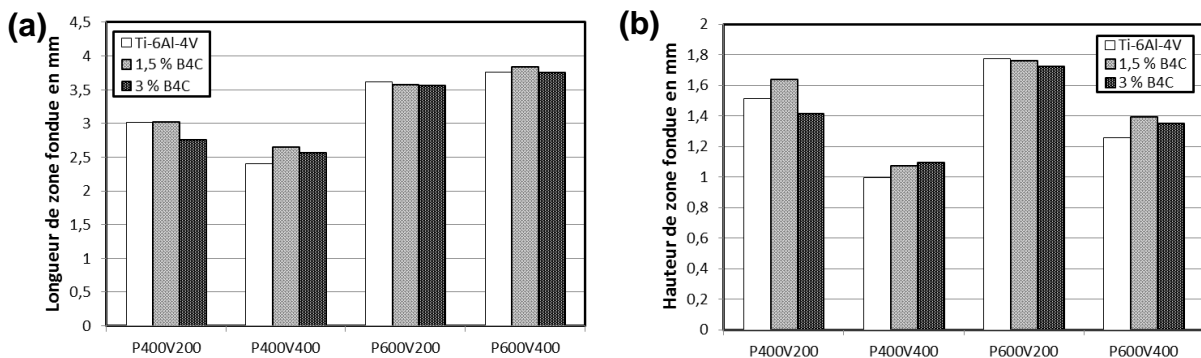 (a)
Longueur de zone fondue en mm
4,5
4
3,5
3
2,5
2
1,5
1
0,5
0
Ti-6Al-4V
1,5 % B4C
3 % B4C
P400V200 P400V400 P600V200 P600V400
(b)
Hauteur de zone fondue en mm
2
1,8
1,6
1,4
1,2
1
0,8
0,6
0,4
0,2
0
Ti-6Al-4V
1,5 % B4C
3 % B4C
P400V200 P400V400 P600V200 P600V400